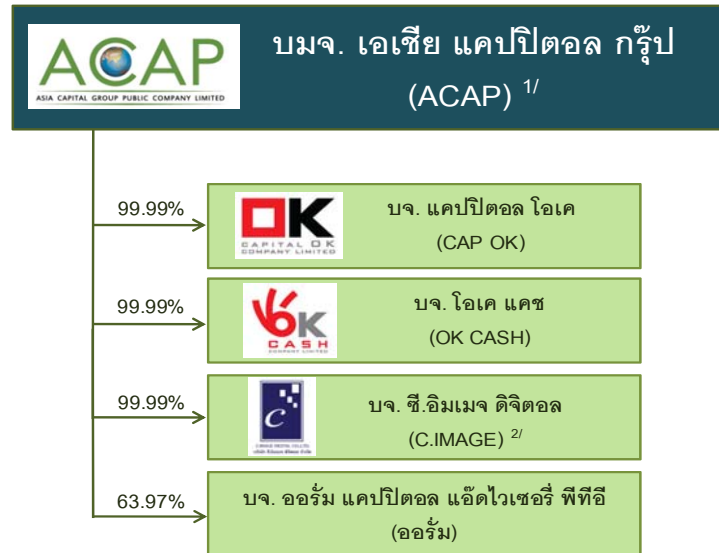 ACAP
ASIA CAPITAL GROUP PUBLIC COMPANY LIMITED
บมจ. เอเชีย แคปปิตอล กรุ๊ป
(ACAP) 1/
99.99%
OK
CAPITAL OK
COMPANY LIMITED
บจ. แคปปิตอล โอเค
(CAP OK)
99.99%
OK
CASH
COMPANY LIMITED
บจ. โอเค แคช
(OK CASH)
99.99%
C
บจ. ซี.อิมเมจ ดิจิตอล
(C.IMAGE) 2/
63.97%
บจ. ออรั่ม แคปปิตอล แอ๊ดไวเซอรี่ พีทีอี
(ออรั่ม)